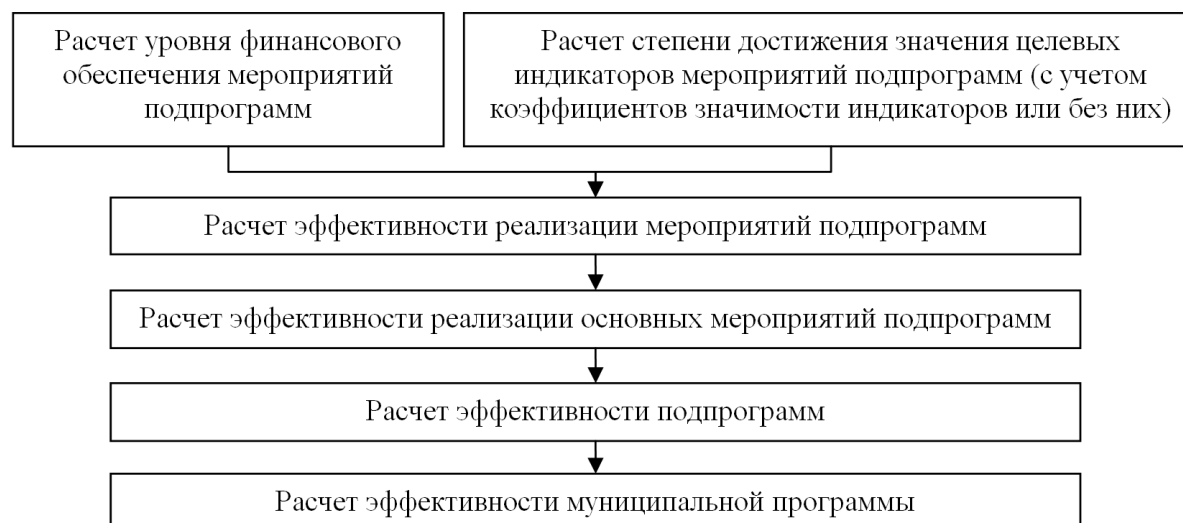 Расчет уровня финансового
обеспечения мероприятий
подпрограмм
Расчет степени достижения значения целевых
индикаторов мероприятий подпрограмм (с учетом
коэффициентов значимости индикаторов или без них)
Расчет эффективности реализации мероприятий подпрограмм
Расчет эффективности реализации основных мероприятий подпрограмм
Расчет эффективности подпрограмм
Расчет эффективности муниципальной программы